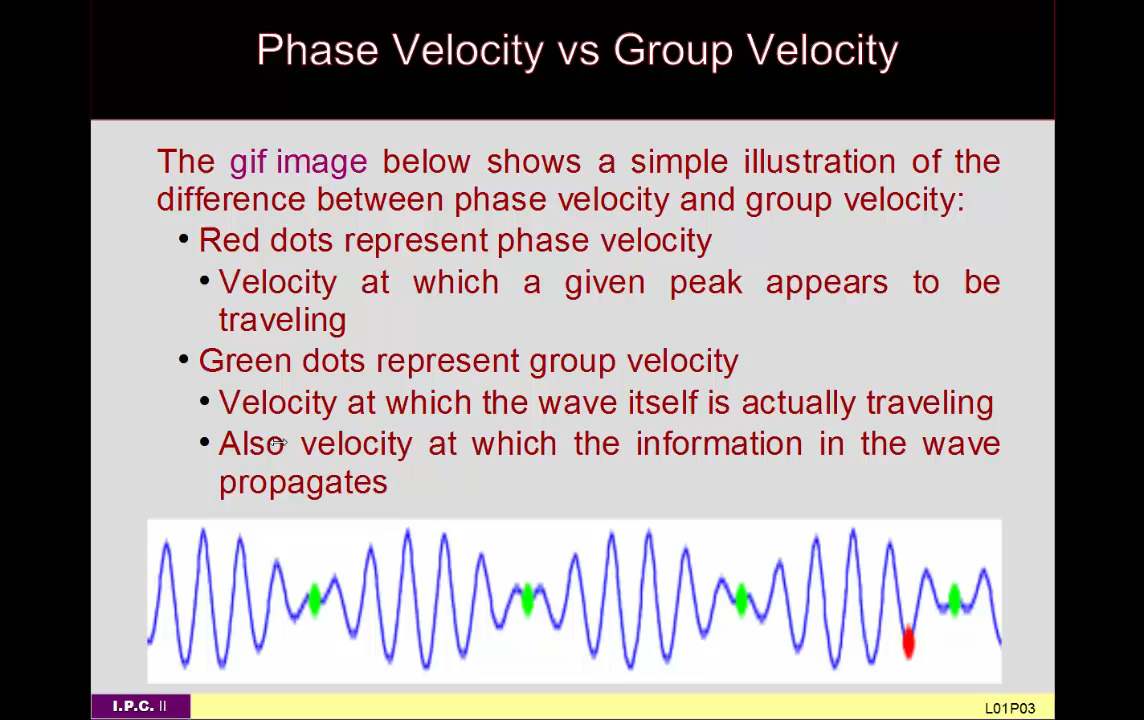 Phase Velocity vs Group Velocity
The gif image below shows a simple illustration of the
difference between phase velocity and group velocity:
• Red dots represent phase velocity
• Velocity at which a given peak appears to be
traveling
• Green dots represent group velocity
• Velocity at which the wave itself is actually traveling
• Also velocity at which the information in the wave
propagates
I.P.C. II
L01P03